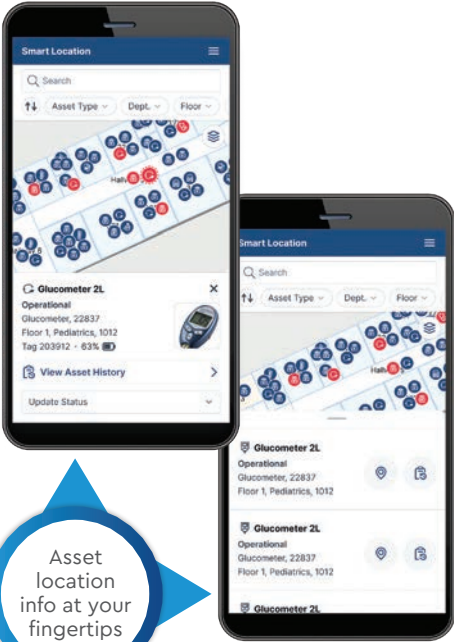 Smart Location
Search
Asset Type
Dept.
Floor
Hallway
Glucometer 2L
Operational
Glucometer, 22837
Floor 1, Pediatrics, 1012
Tag 203912 - 63%
View Asset History
Update Status
Smart Location
Search
Asset Type
Dept.
Floor
Glucometer 2L
Operational
Glucometer, 22837
Floor 1, Pediatrics, 1012
Glucometer 2L
Operational
Glucometer, 22837
Floor 1, Pediatrics, 1012
Glucometer 2L
Asset
location
info at your
fingertips